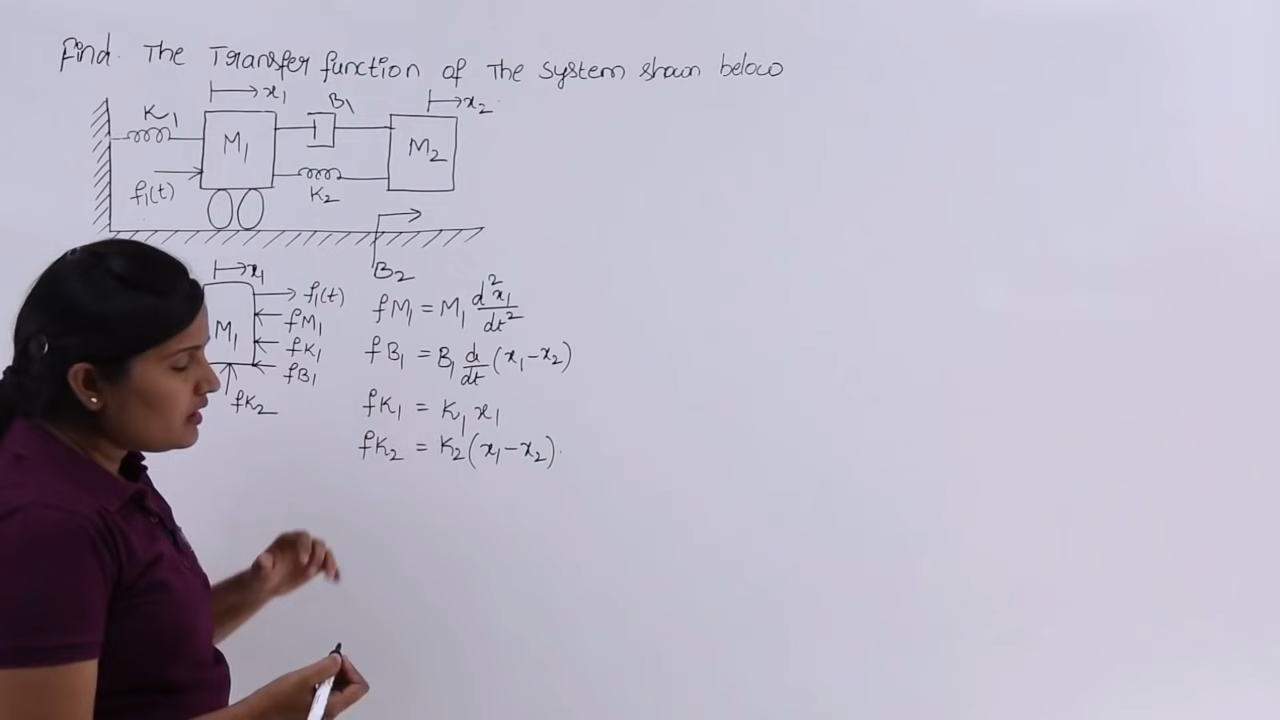 Find. The Transfer function of The System shown below
x₁
B₁
x₂
K₁
M₁
M₂
f₁(t)
K₂
B₂
x₁
f₁(t)
M₁
fM₁
fK₁
fB₁
fK₂
fM₁ = M₁ d²x₁/dt²
fB₁ = B₁ d/dt (x₁-x₂)
fK₁ = K₁ x₁
fK₂ = K₂(x₁-x₂).